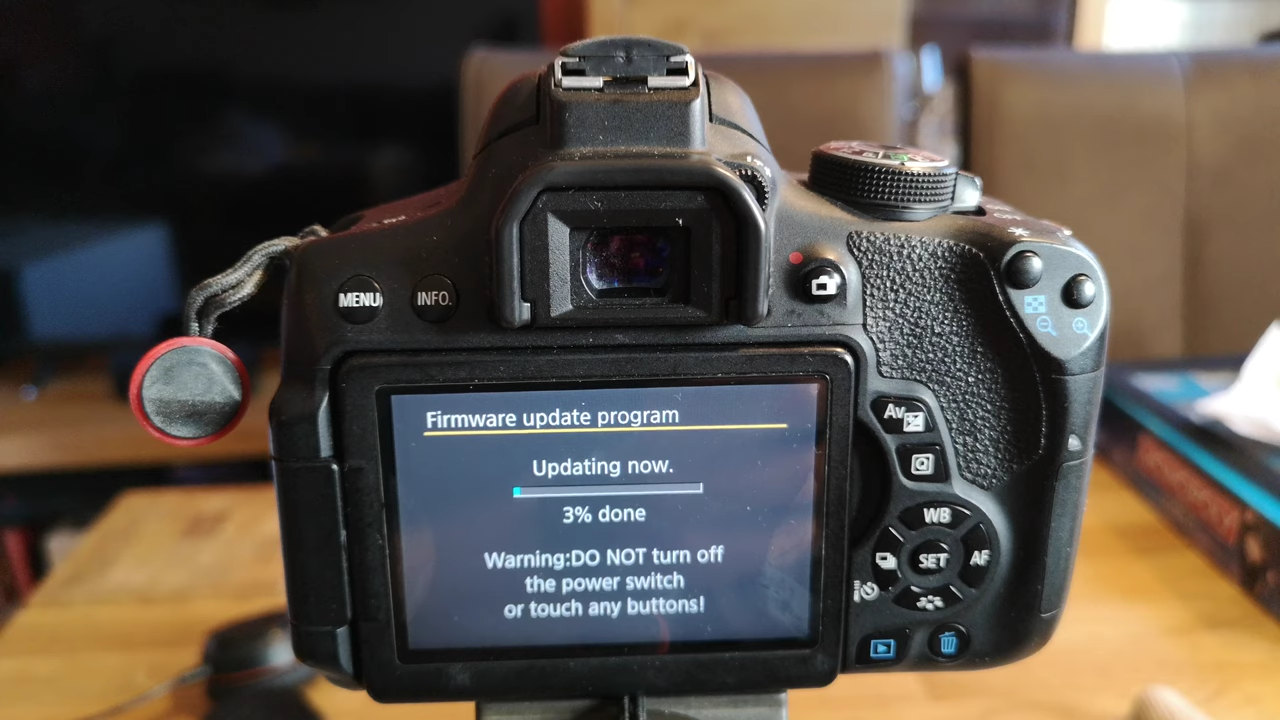 MENU
INFO.
Firmware update program
Updating now.
3% done
Warning:DO NOT turn off
the power switch
or touch any buttons!
Av
Q
WB
SET
AF